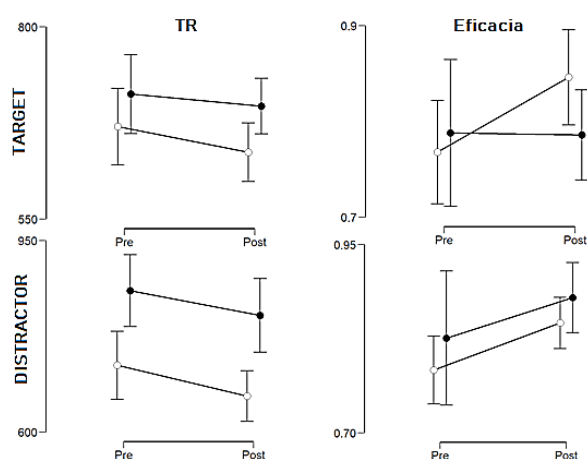 TR
Eficacia
TARGET
800
550
Pre
Post
0.9
0.7
Pre
Post
DISTRACTOR
950
600
Pre
Post
0.95
0.70
Pre
Post